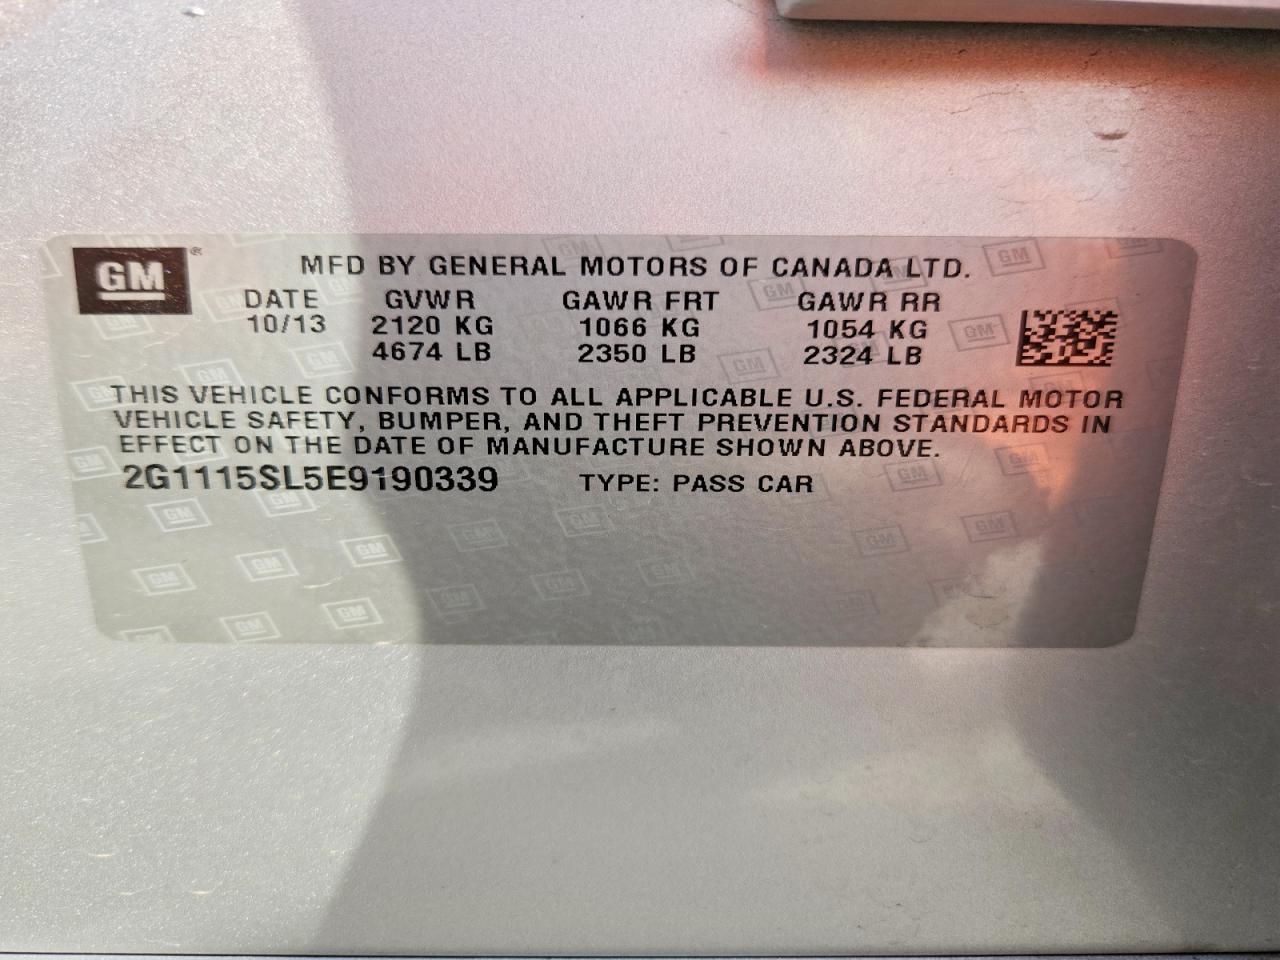 GM®
MFD BY GENERAL MOTORS OF CANADA LTD.
DATE GVWR GAWR FRT GAWR RR
10/13 2120 KG 1066 KG 1054 KG
4674 LB 2350 LB 2324 LB
THIS VEHICLE CONFORMS TO ALL APPLICABLE U.S. FEDERAL MOTOR
VEHICLE SAFETY, BUMPER, AND THEFT PREVENTION STANDARDS IN
EFFECT ON THE DATE OF MANUFACTURE SHOWN ABOVE.
2G1115SL5E9190339 TYPE: PASS CAR